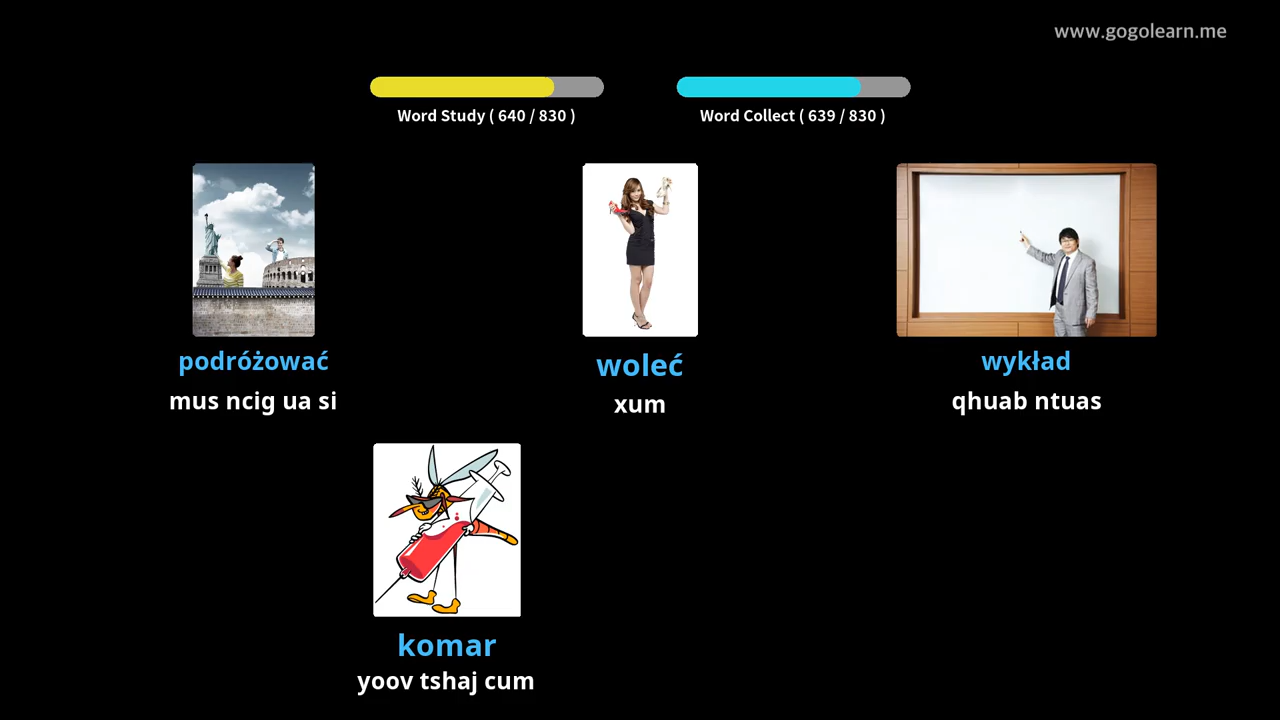 www.gogolearn.me
Word Study ( 640 / 830 )
Word Collect ( 639 / 830 )
podróżować
mus ncig ua si
woleć
xum
wykład
qhuab ntuas
komar
yoov tshaj cum